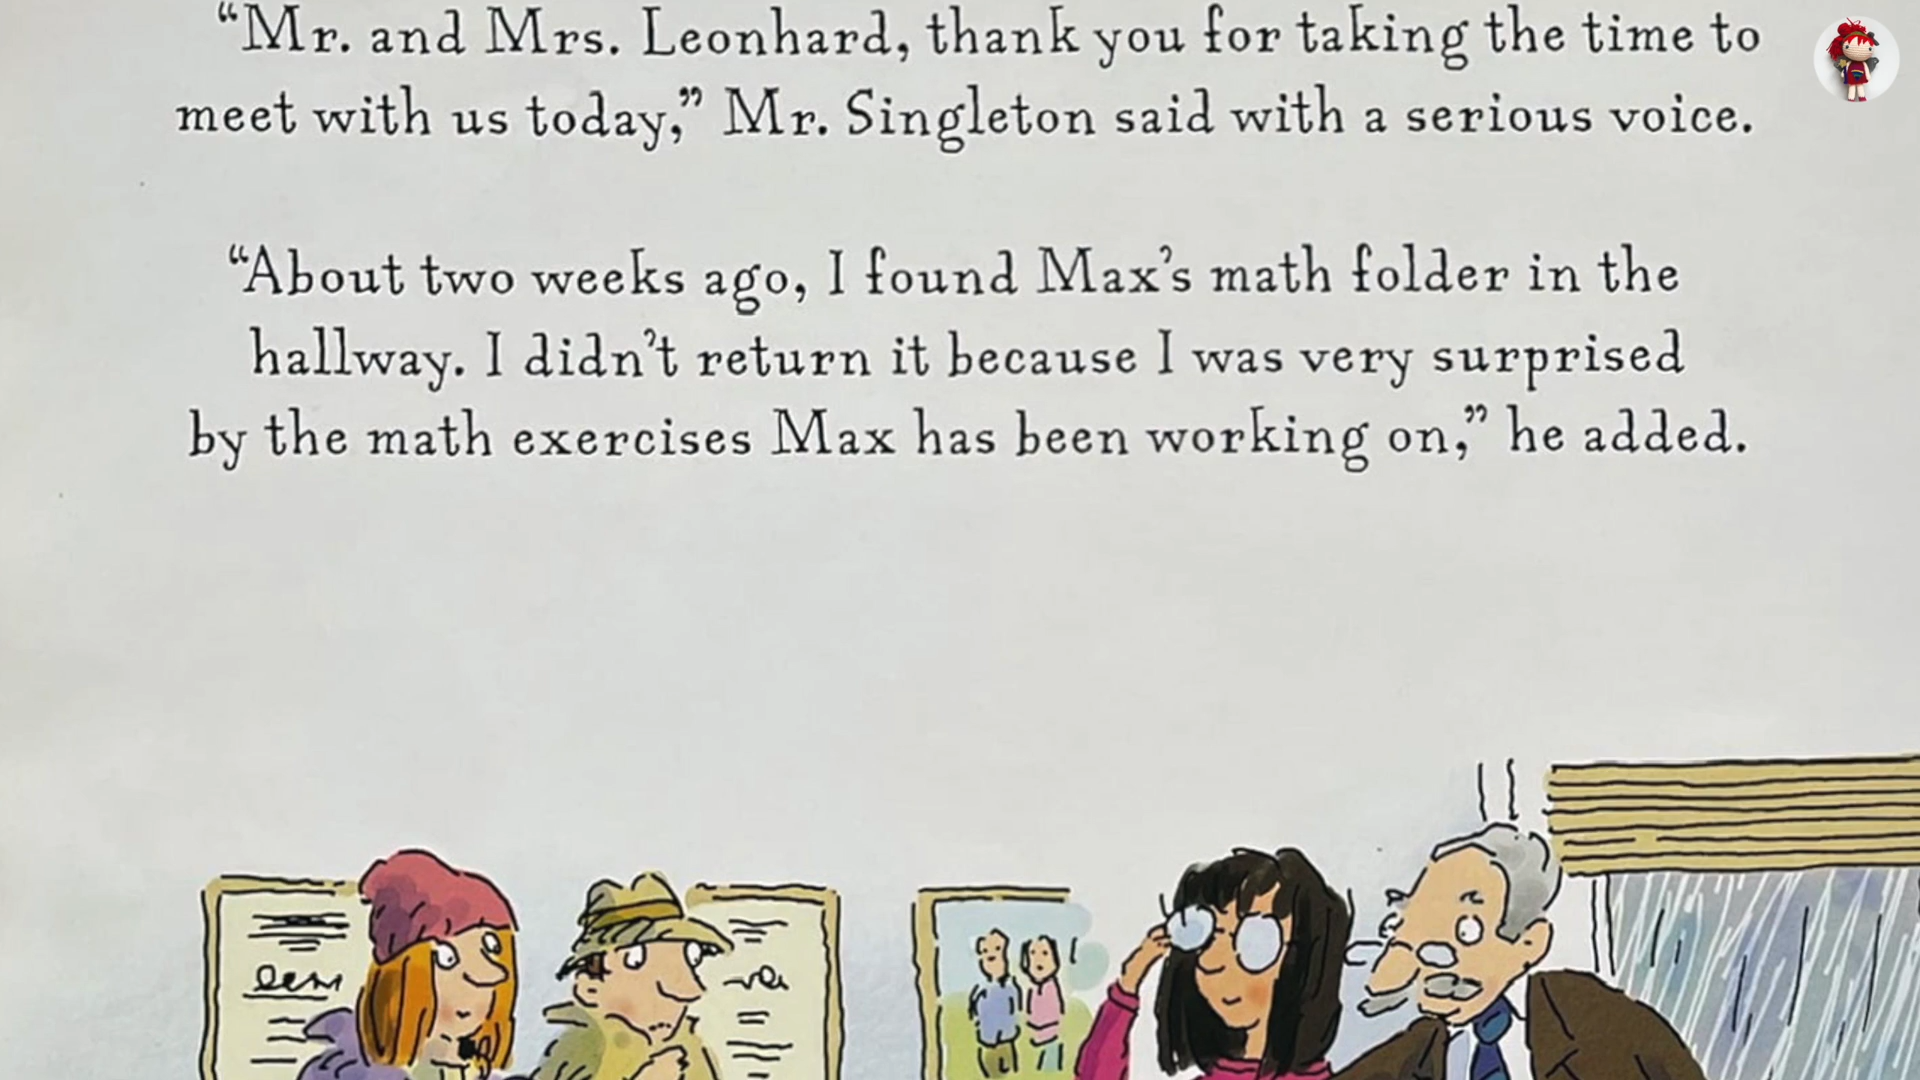 “Mr. and Mrs. Leonhard, thank you for taking the time to
meet with us today,” Mr. Singleton said with a serious voice.
“About two weeks ago, I found Max’s math folder in the
hallway. I didn’t return it because I was very surprised
by the math exercises Max has been working on,” he added.